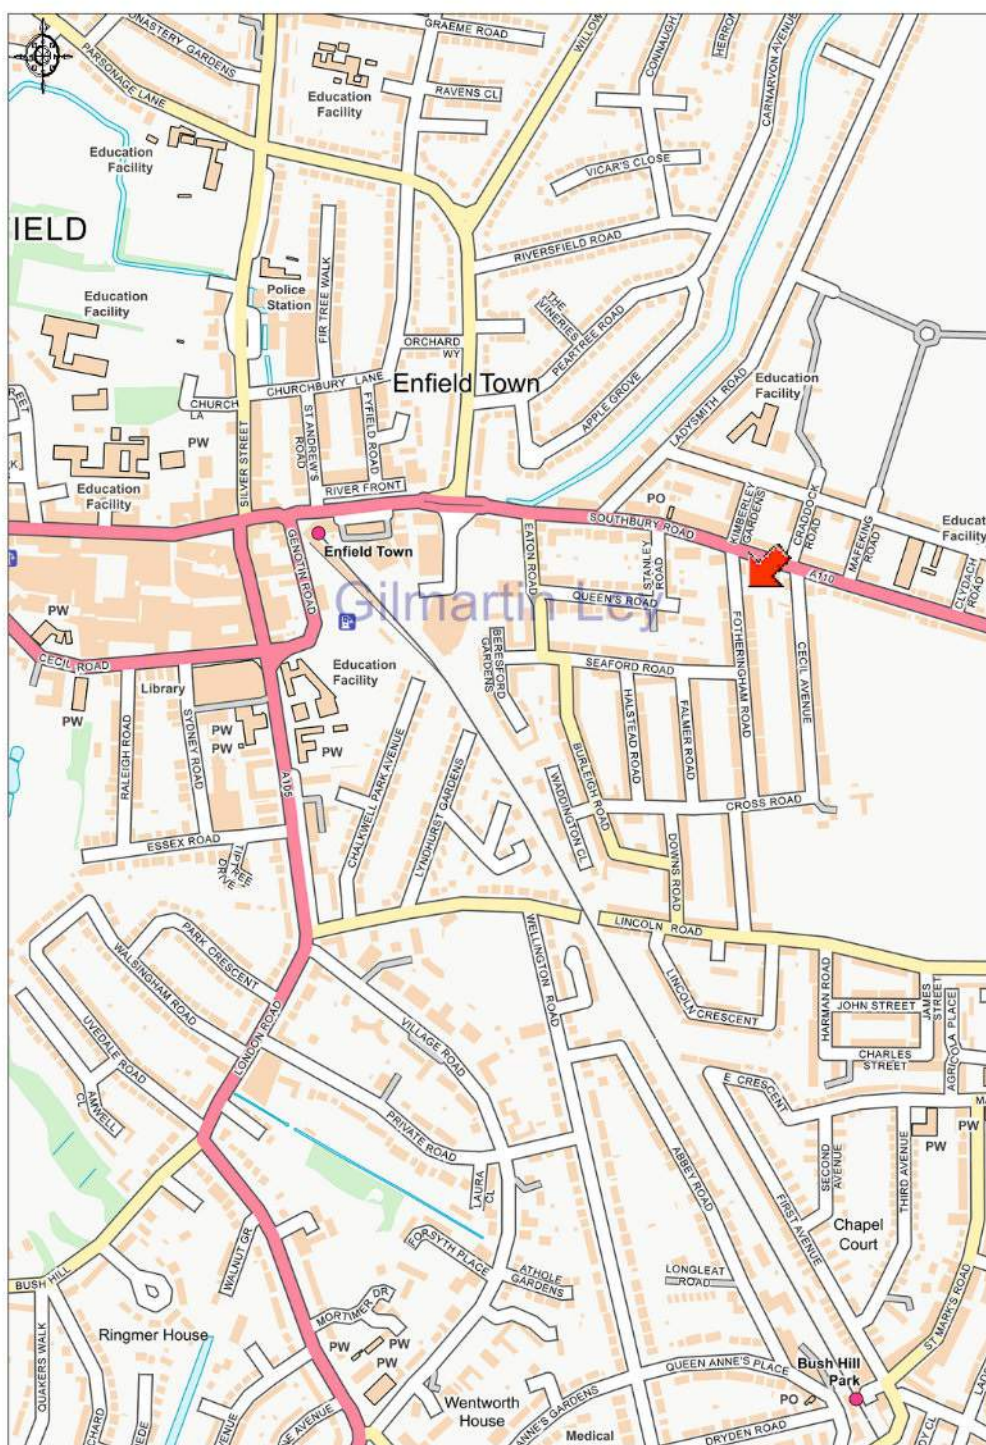 GRAEME ROAD
WILLOW
CONNAUGH
HERRON
CARNARVON AVENUE
MONASTERY GARDENS
PARSONAGE LANE
Education
Facility
RAVENS CL
Education
Facility
VICAR'S CLOSE
IELD
RIVERSFIELD ROAD
Police
Station
FIR TREE WALK
Education
Facility
THE
VINERIES
PEARTREE ROAD
ORCHARD
WY
APPLE GROVE
LADYSMITH ROAD
Education
Facility
CHURCHBURY LANE
Enfield Town
CHURCH
LA
PW
SILVER STREET
ST ANDREW'S
ROAD
FYFIELD ROAD
Education
Facility
RIVER FRONT
PO
SOUTHBURY ROAD
KIMBERLEY
GARDENS
CRADDOCK
ROAD
MAFEKING
ROAD
Educat
Facility
CLYDACH
ROAD
A110
GENOTIN ROAD
Enfield Town
EATON ROAD
STANLEY
ROAD
QUEEN'S ROAD
Gilmartin Ley
FOTHERINGHAM ROAD
CECIL AVENUE
PW
CECIL ROAD
Library
PW
Education
Facility
BERESFORD
GARDENS
SEAFORD ROAD
HALSTEAD ROAD
FALMER ROAD
RALEIGH ROAD
SYDNEY ROAD
PW
PW
PW
A105
CHALKWELL PARK AVENUE
LYNDHURST GARDENS
WADDINGTON CL
BURLEIGH ROAD
CROSS ROAD
ESSEX ROAD
TIPTREE
DRIVE
DOWNS ROAD
LINCOLN ROAD
WELLINGTON ROAD
PARK CRESCENT
WALSINGHAM ROAD
UVEDALE ROAD
LONDON ROAD
VILLAGE ROAD
LINCOLN CRESCENT
HARMAN ROAD
JOHN STREET
JAMES
STREET
CHARLES
STREET
AGRICOLA PLACE
AMWELL
CL
PRIVATE ROAD
LAURA
CL
ABBEY ROAD
E CRESCENT
FIRST AVENUE
SECOND
AVENUE
THIRD AVENUE
PW
PW
MA
Chapel
Court
BUSH HILL
WALNUT GR
FORSYTH PLACE
ATHOLE
GARDENS
LONGLEAT
ROAD
ST MARK'S ROAD
QUAKERS WALK
Ringmer House
MORTIMER DR
PW
PW
PW
QUEEN ANNE'S PLACE
Bush Hill
Park
PO
Wentworth
House
ANNE'S GARDENS
DRYDEN ROAD
Medical